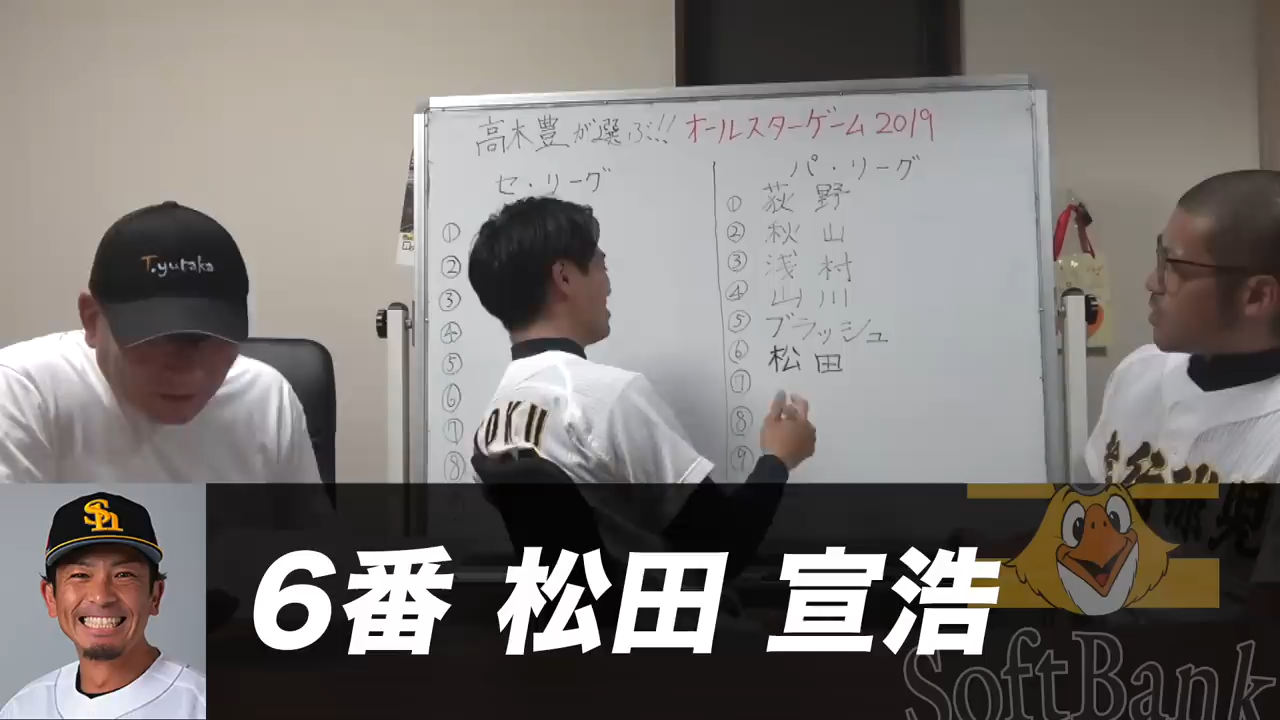 高木豊が選ぶ!! オールスターゲーム2019
セ・リーグ
①
②
③
④
⑤
⑥
⑦
⑧
パ・リーグ
①荻野
②秋山
③ 浅村
④ 山川
⑤ ブラッシュ
⑥ 松田
⑦
⑧
⑨
T.yuraka
OKU
6番 松田 宣浩
SoftBank